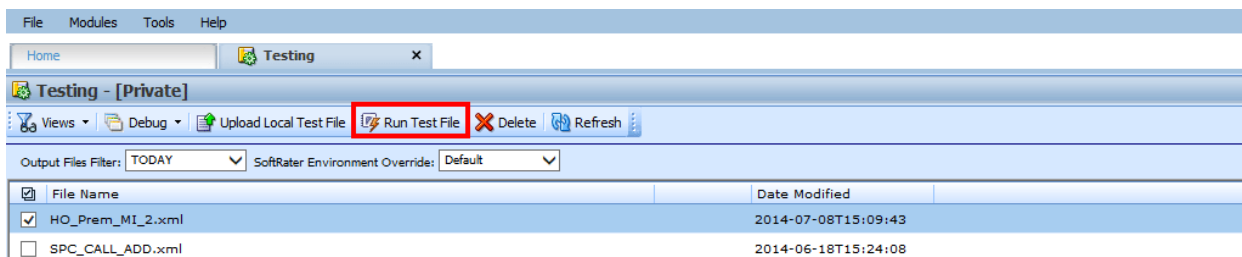 File Modules Tools Help
Home Testing x
Testing - [Private]
Views Debug Upload Local Test File Run Test File Delete Refresh
Output Files Filter: TODAY SoftRater Environment Override: Default
File Name Date Modified
HO_Prem_MI_2.xml 2014-07-08T15:09:43
SPC_CALL_ADD.xml 2014-06-18T15:24:08